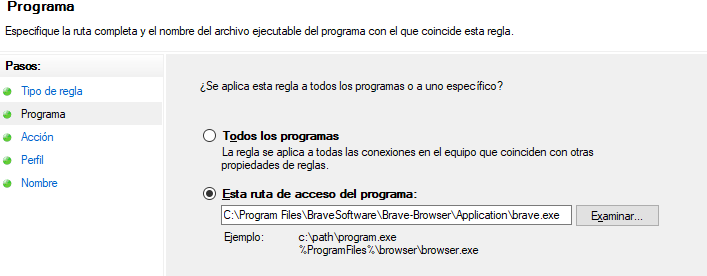 Programa
Especifique la ruta completa y el nombre del archivo ejecutable del programa con el que coincide esta regla.
Pasos:
Tipo de regla
Programa
Acción
Perfil
Nombre
¿Se aplica esta regla a todos los programas o a uno específico?
Todos los programas
La regla se aplica a todas las conexiones en el equipo que coinciden con otras
propiedades de reglas.
Esta ruta de acceso del programa:
C:\Program Files\BraveSoftware\Brave-Browser\Application\brave.exe
Examinar...
Ejemplo:
c:\path\program.exe
%ProgramFiles%\browser\browser.exe